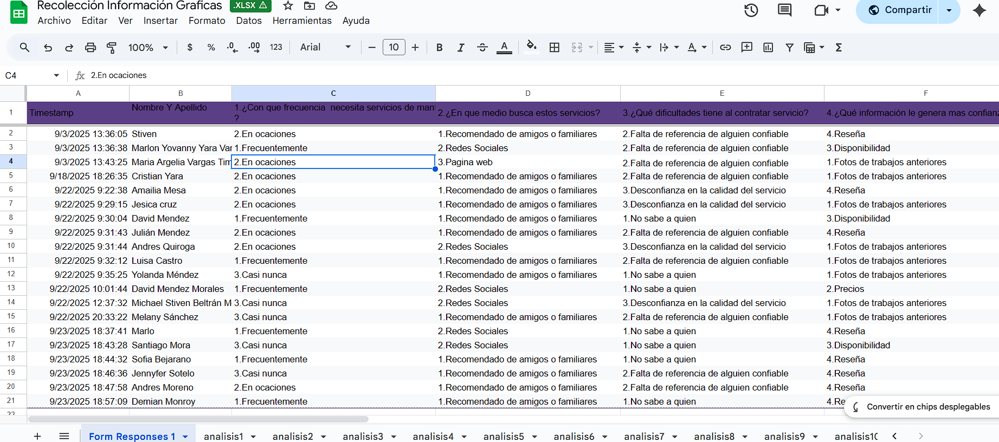 Recolección Información Graficas .XLSX
Archivo Editar Ver Insertar Formato Datos Herramientas Ayuda
Compartir
100% $ % .0 .00 123 Arial 10 B I A
C4 fx 2.En ocaciones
A B C D E F
1 Timestamp Nombre Y Apellido 1.¿Con que frecuencia necesita servicios de mant ? 2.¿En que medio busca estos servicios? 3.¿Qué dificultades tiene al contratar servicio? 4.¿Qué información le genera mas confianz
2 9/3/2025 13:36:05 Stiven 2.En ocaciones 1.Recomendado de amigos o familiares 2.Falta de referencia de alguien confiable 4.Reseña
3 9/3/2025 13:36:38 Marlon Yovanny Yara Var 1.Frecuentemente 2.Redes Sociales 2.Falta de referencia de alguien confiable 3.Disponibilidad
4 9/3/2025 13:43:25 Maria Argelia Vargas Tim 2.En ocaciones 3.Pagina web 2.Falta de referencia de alguien confiable 1.Fotos de trabajos anteriores
5 9/18/2025 18:26:35 Cristian Yara 2.En ocaciones 1.Recomendado de amigos o familiares 2.Falta de referencia de alguien confiable 1.Fotos de trabajos anteriores
6 9/22/2025 9:22:38 Amailia Mesa 2.En ocaciones 1.Recomendado de amigos o familiares 3.Desconfianza en la calidad del servicio 4.Reseña
7 9/22/2025 9:29:15 Jesica cruz 2.En ocaciones 1.Recomendado de amigos o familiares 3.Desconfianza en la calidad del servicio 1.Fotos de trabajos anteriores
8 9/22/2025 9:30:04 David Mendez 1.Frecuentemente 1.Recomendado de amigos o familiares 1.No sabe a quien 3.Disponibilidad
9 9/22/2025 9:31:43 Julián Mendez 2.En ocaciones 1.Recomendado de amigos o familiares 2.Falta de referencia de alguien confiable 4.Reseña
10 9/22/2025 9:31:44 Andres Quiroga 2.En ocaciones 2.Redes Sociales 3.Desconfianza en la calidad del servicio 1.Fotos de trabajos anteriores
11 9/22/2025 9:32:12 Luisa Castro 1.Frecuentemente 1.Recomendado de amigos o familiares 2.Falta de referencia de alguien confiable 1.Fotos de trabajos anteriores
12 9/22/2025 9:35:25 Yolanda Méndez 3.Casi nunca 1.Recomendado de amigos o familiares 1.No sabe a quien 1.Fotos de trabajos anteriores
13 9/22/2025 10:01:44 David Mendez Morales 1.Frecuentemente 2.Redes Sociales 1.No sabe a quien 2.Precios
14 9/22/2025 12:37:32 Michael Stiven Beltrán M 3.Casi nunca 2.Redes Sociales 3.Desconfianza en la calidad del servicio 1.Fotos de trabajos anteriores
15 9/22/2025 20:33:22 Melany Sánchez 3.Casi nunca 1.Recomendado de amigos o familiares 2.Falta de referencia de alguien confiable 1.Fotos de trabajos anteriores
16 9/23/2025 18:37:41 Marlo 1.Frecuentemente 2.Redes Sociales 1.No sabe a quien 4.Reseña
17 9/23/2025 18:43:28 Santiago Mora 3.Casi nunca 2.Redes Sociales 1.No sabe a quien 3.Disponibilidad
18 9/23/2025 18:44:32 Sofia Bejarano 1.Frecuentemente 1.Recomendado de amigos o familiares 1.No sabe a quien 4.Reseña
19 9/23/2025 18:46:36 Jennyfer Sotelo 3.Casi nunca 1.Recomendado de amigos o familiares 2.Falta de referencia de alguien confiable 4.Reseña
20 9/23/2025 18:47:58 Andres Moreno 2.En ocaciones 1.Recomendado de amigos o familiares 2.Falta de referencia de alguien confiable 4.Reseña
21 9/23/2025 18:57:09 Demian Monroy 1.Frecuentemente 1.Recomendado de amigos o familiares 1.No sabe a quien 4.Re
Convertir en chips desplegables
22
Form Responses 1 analisis1 analisis2 analisis3 analisis4 analisis5 analisis6 analisis7 analisis8 analisis9 analisis10